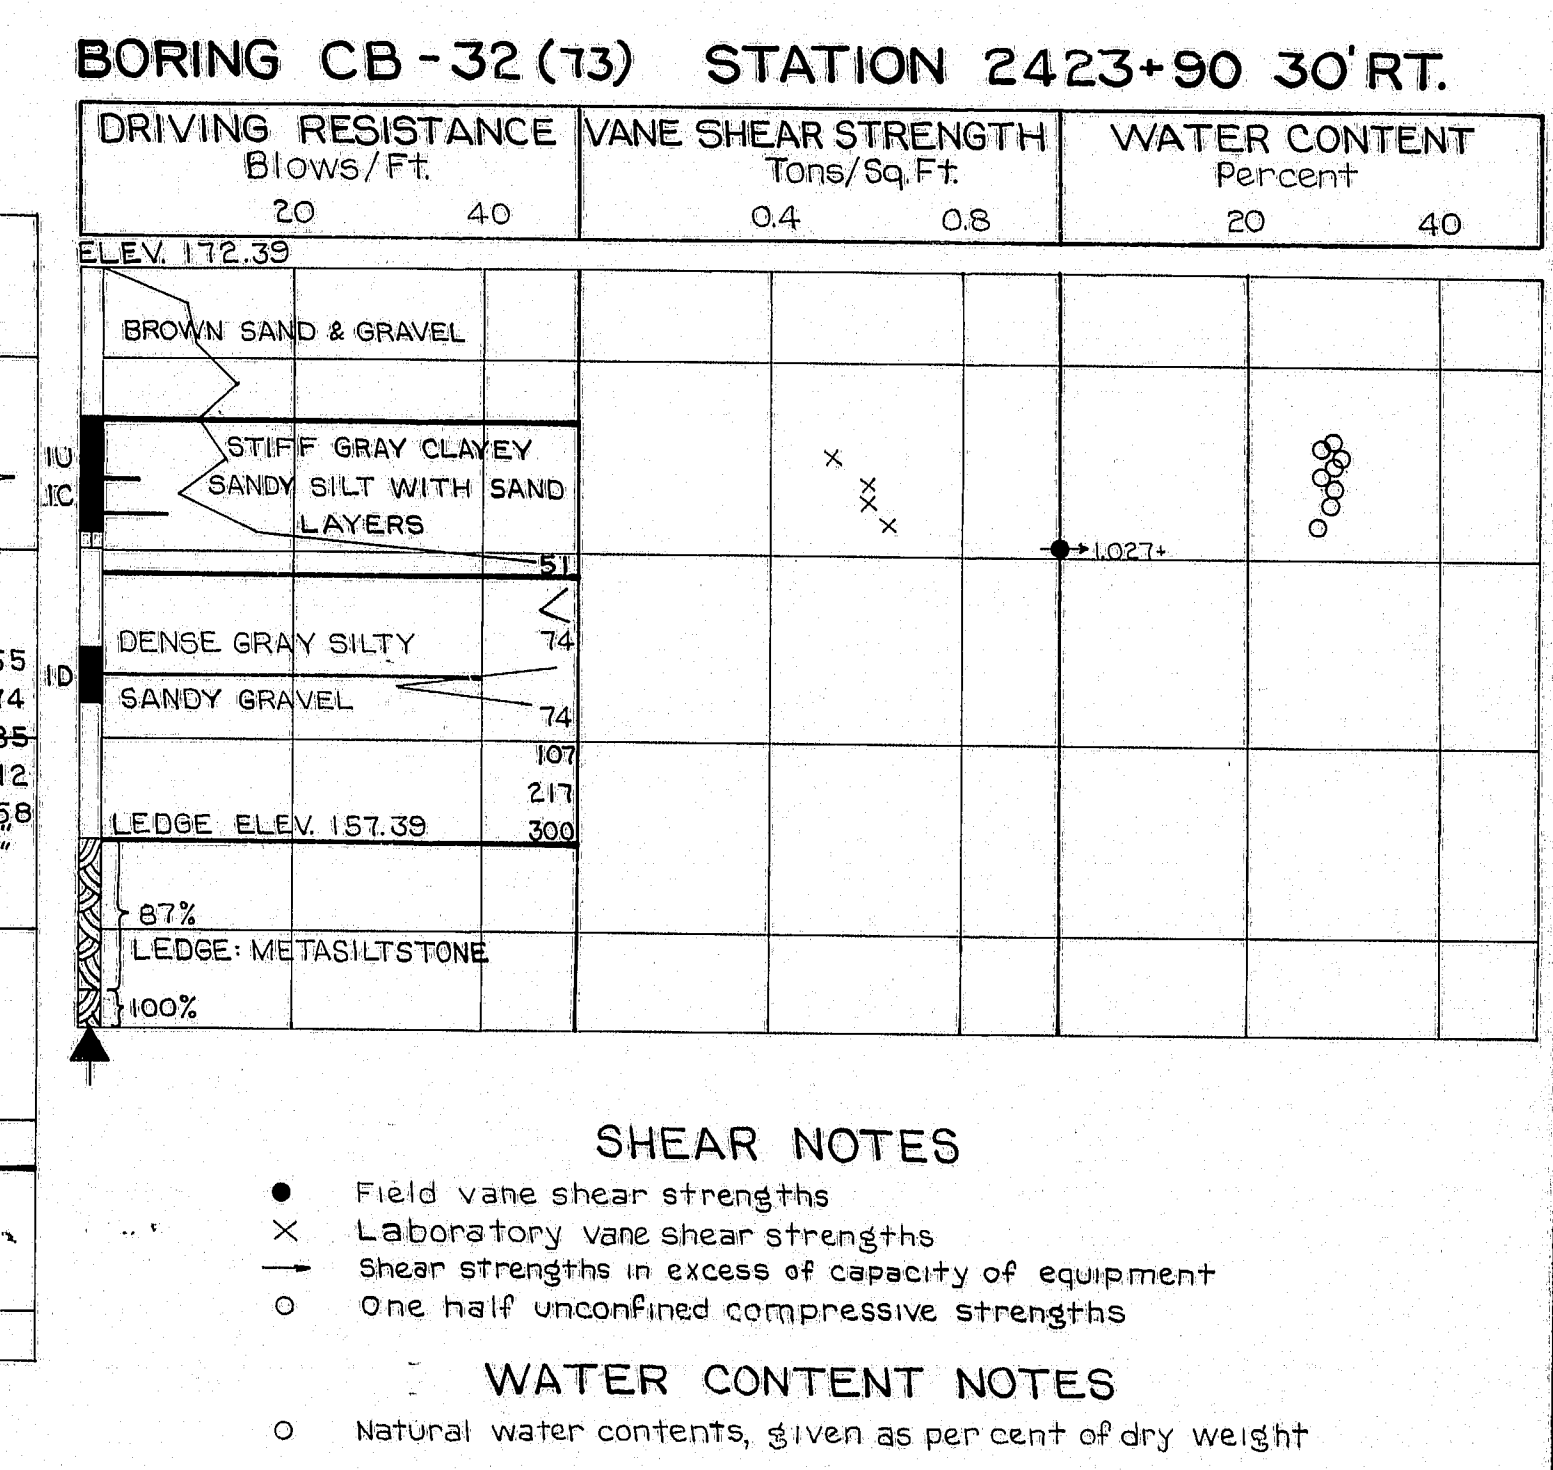 BORING CB-32(73) STATION 2423+90 30' RT.
DRIVING RESISTANCE
Blows/Ft.
20 40
VANE SHEAR STRENGTH
Tons/Sq.Ft.
0.4 0.8
WATER CONTENT
Percent
20 40
ELEV. 172.39
BROWN SAND & GRAVEL
1U
1C
STIFF GRAY CLAYEY
SANDY SILT WITH SAND
LAYERS
51
1.027+
DENSE GRAY SILTY
74
1D
SANDY GRAVEL
74
107
217
LEDGE ELEV. 157.39
300
87%
LEDGE: METASILTSTONE
100%
SHEAR NOTES
Field vane shear strengths
Laboratory vane shear strengths
Shear strengths in excess of capacity of equipment
One half unconfined compressive strengths
WATER CONTENT NOTES
Natural water contents, given as per cent of dry weight